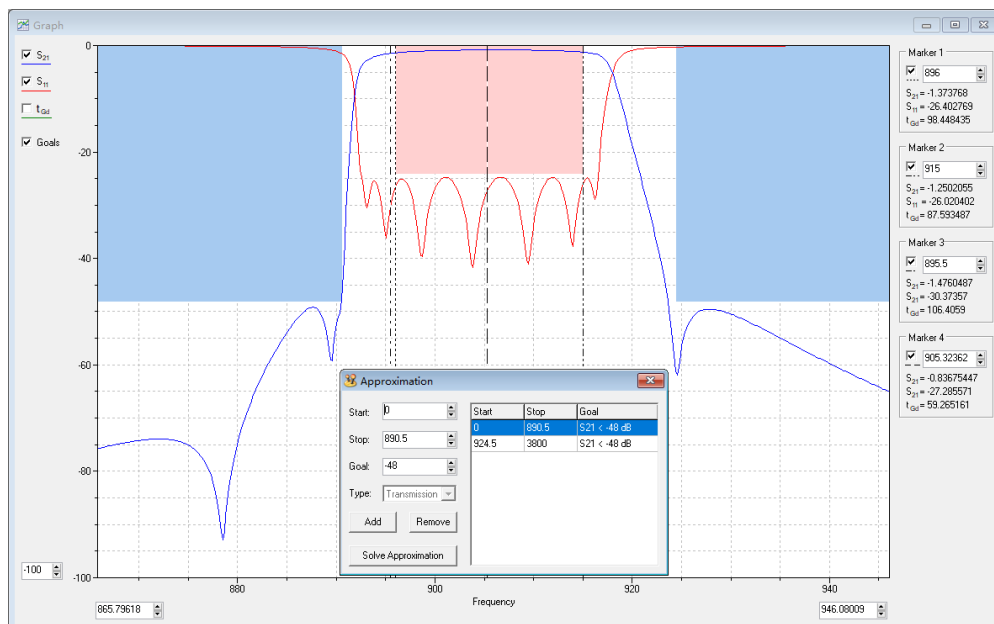 Graph
S21
S11
tGd
Goals
0
-20
-40
-60
-80
-100
-100
880
900
920
940
Frequency
865.79618
946.08009
Marker 1
896
S21 = -1.373768
S11 = -26.402769
tGd = 98.448435
Marker 2
915
S21 = -1.2502055
S11 = -26.020402
tGd = 87.593487
Marker 3
895.5
S21 = -1.4760487
S11 = -30.37357
tGd = 106.4059
Marker 4
905.32362
S21 = -0.83675447
S11 = -27.285571
tGd = 59.265161
Approximation
Start: 0
Stop: 890.5
Goal: -48
Type: Transmission
Add Remove
Solve Approximation
Start Stop Goal
0 890.5 S21 < -48 dB
924.5 3800 S21 < -48 dB